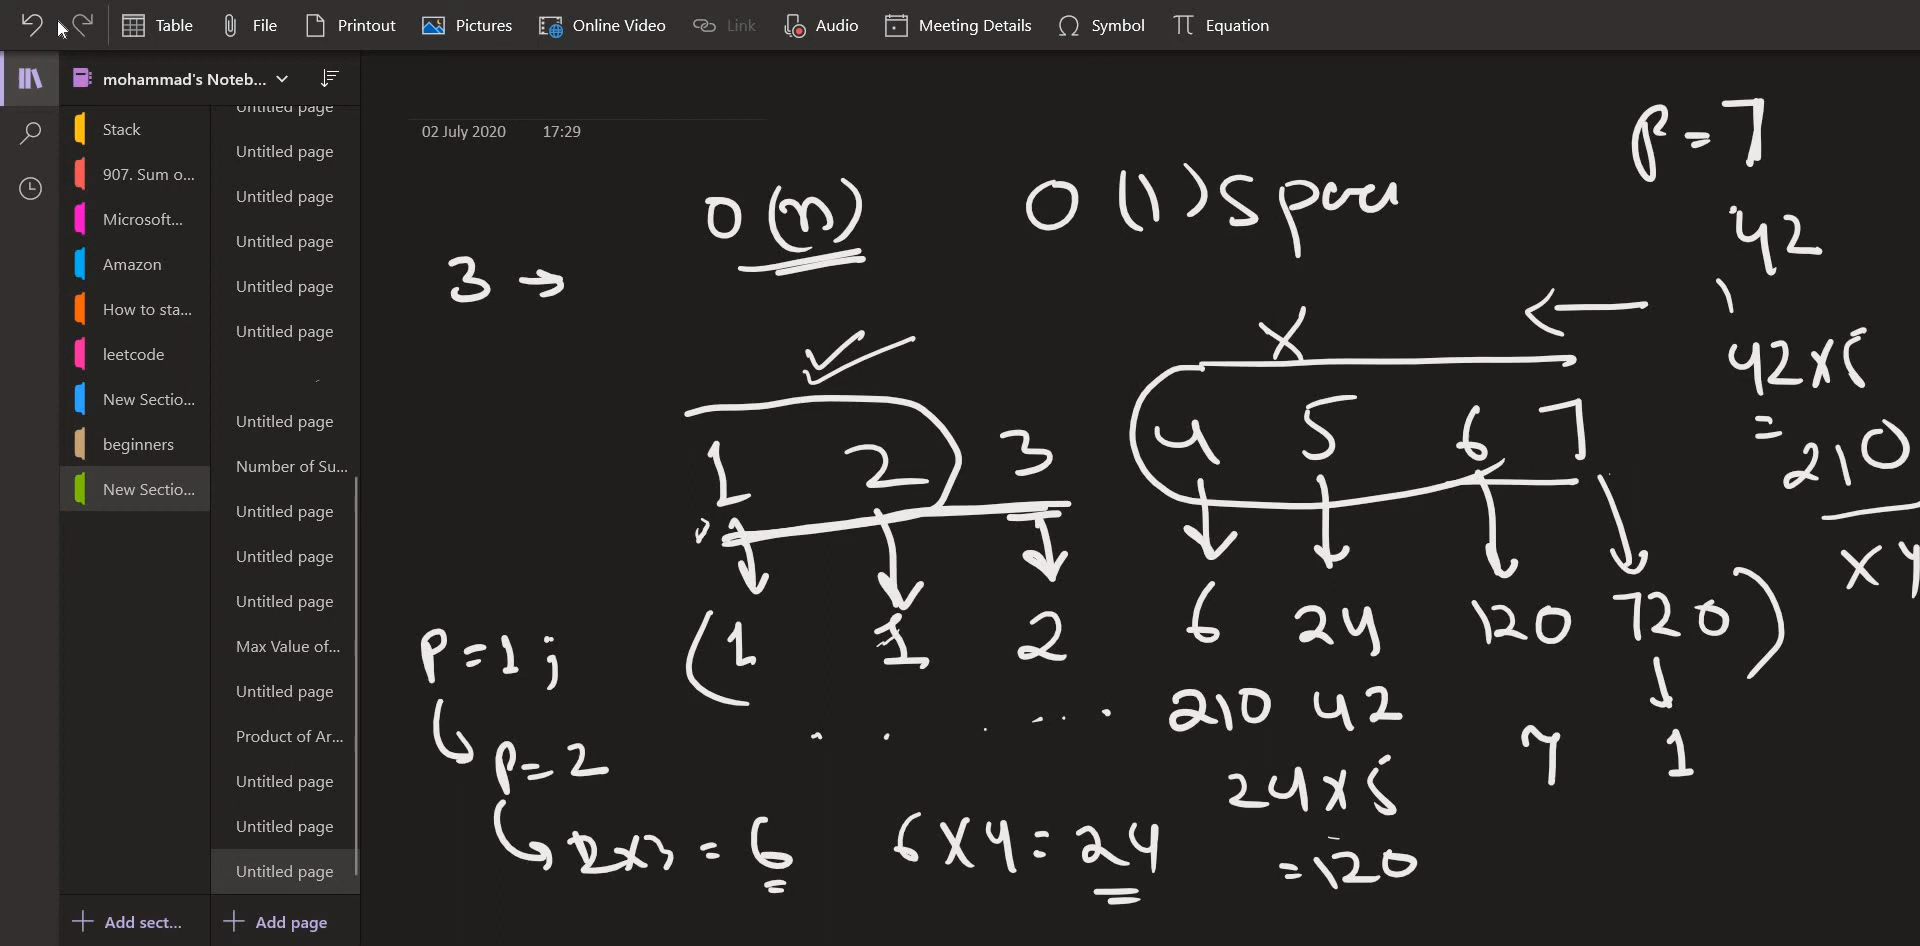 Table File Printout Pictures Online Video Link Audio Meeting Details Symbol Equation
mohammad's Noteb...
Stack
907. Sum o...
Microsoft...
Amazon
How to sta...
leetcode
New Sectio...
beginners
New Sectio...
Add sect...
Untitled page
Untitled page
Untitled page
Untitled page
Untitled page
Untitled page
Untitled page
Number of Su...
Untitled page
Untitled page
Untitled page
Max Value of...
Untitled page
Product of Ar...
Untitled page
Untitled page
Untitled page
Add page
02 July 2020 17:29
P = 7
O (n) O (1) Space
42
3 →
42 x 5
= 210
X
1 2 3 4 5 6 7
(1 1 2 6 24 120 720)
P = 1 ;
210 42 7 1
P = 2
2x3 = 6 6 x 4 = 24
24 x 5
= 120